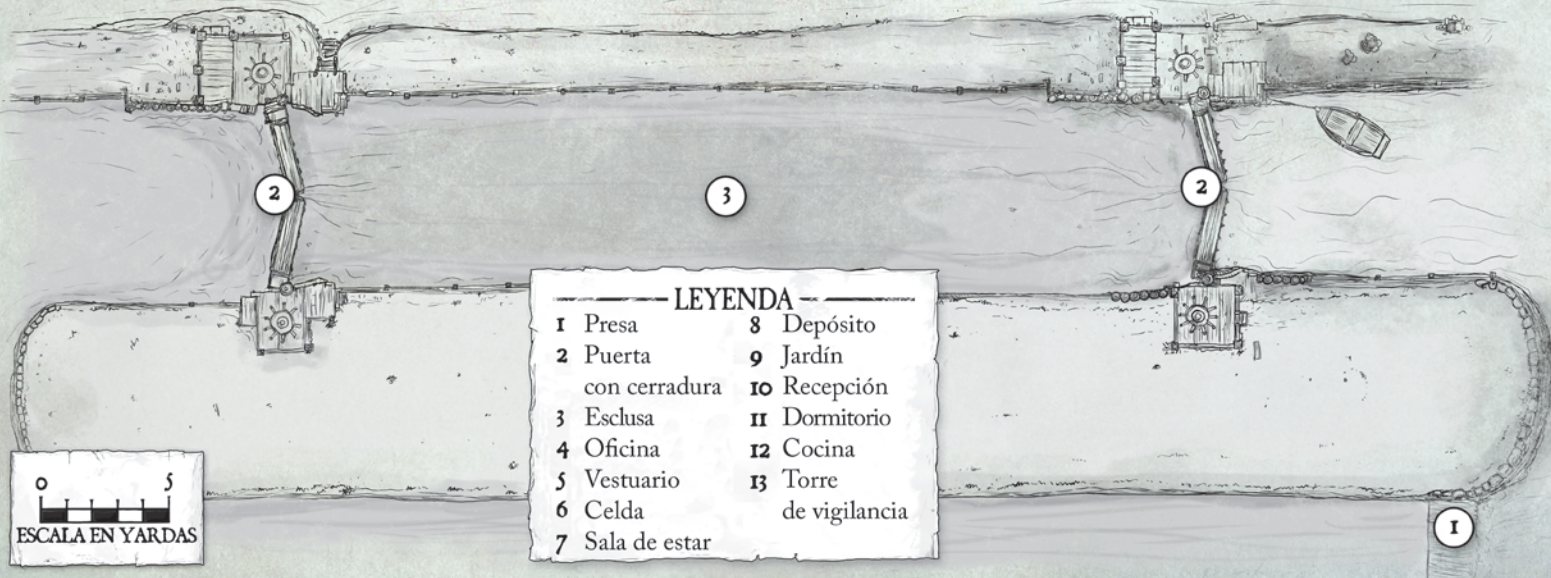 2
3
2
LEYENDA
1 Presa
2 Puerta
con cerradura
3 Esclusa
4 Oficina
5 Vestuario
6 Celda
7 Sala de estar
8 Depósito
9 Jardín
10 Recepción
11 Dormitorio
12 Cocina
13 Torre
de vigilancia
0 5
ESCALA EN YARDAS
1